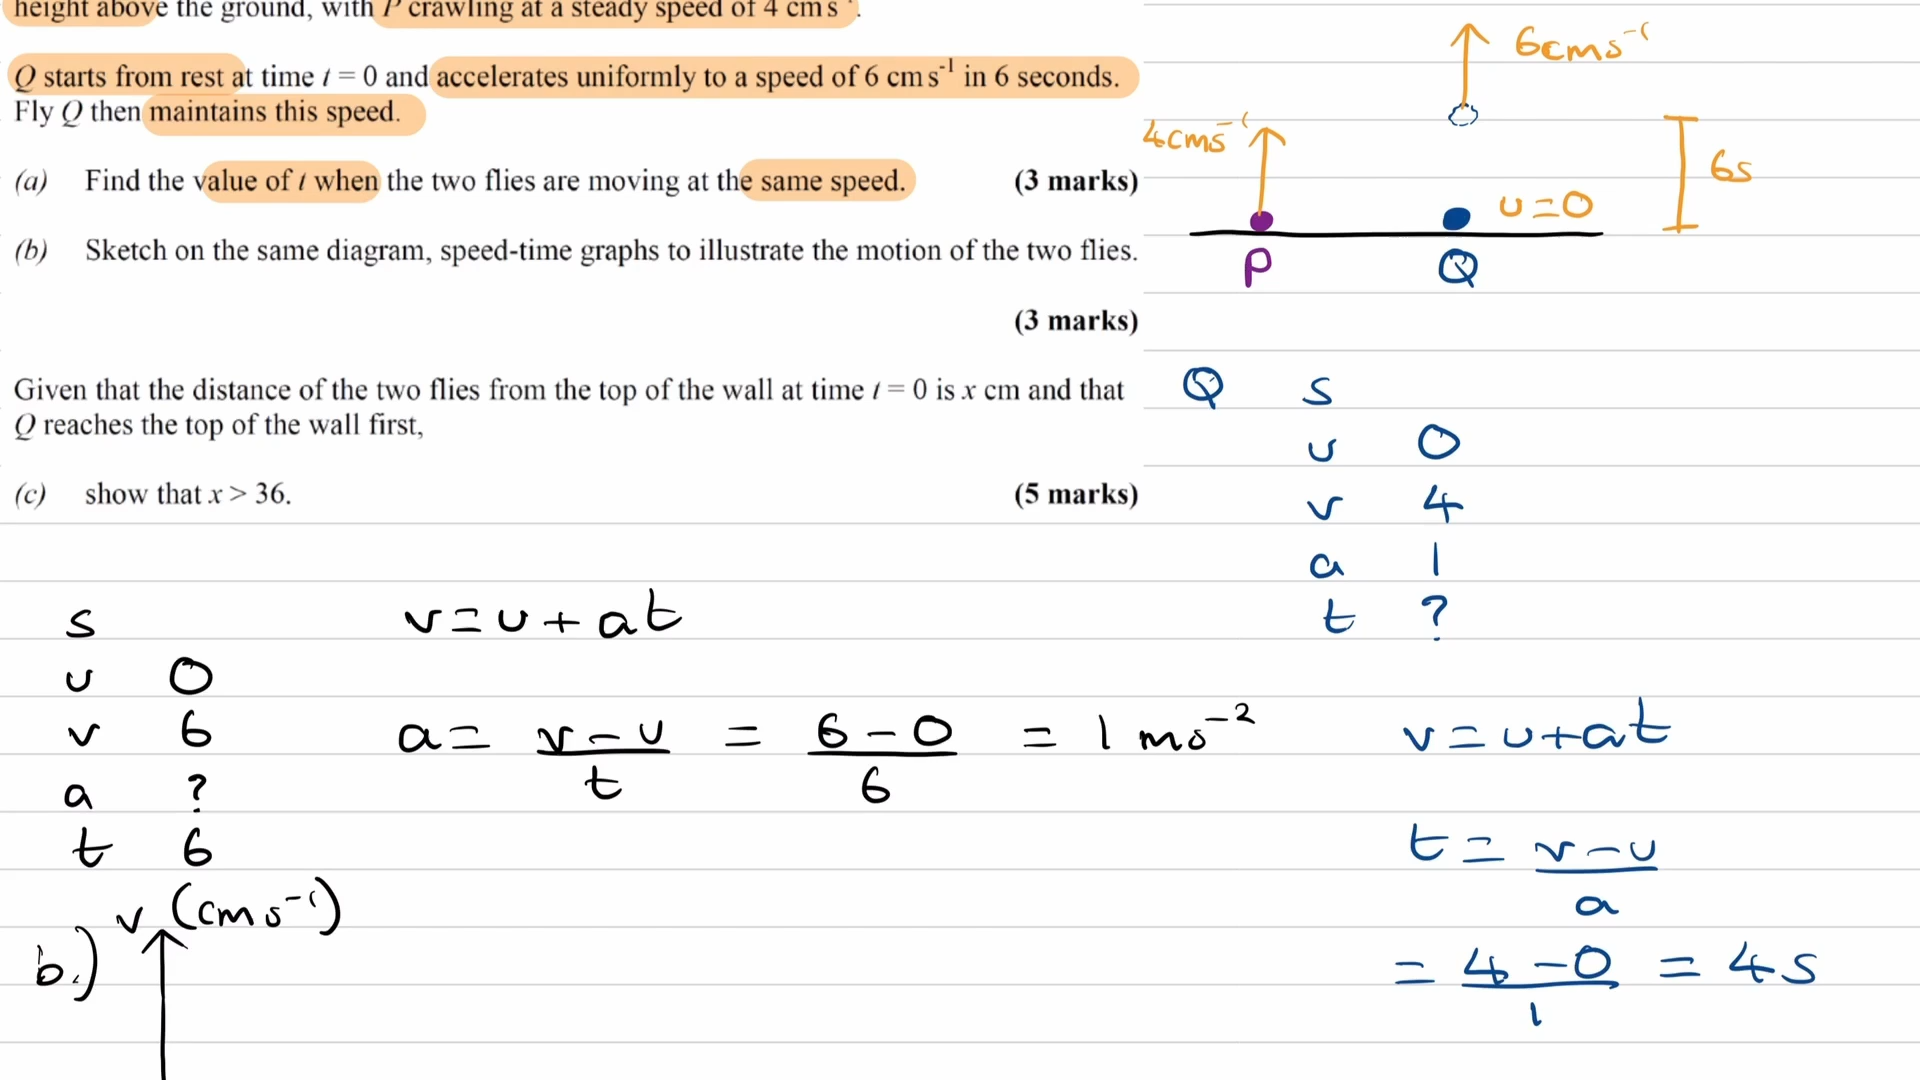 height above the ground, with P crawling at a steady speed of 4 cm s⁻¹.
Q starts from rest at time t = 0 and accelerates uniformly to a speed of 6 cm s⁻¹ in 6 seconds.
Fly Q then maintains this speed.
(a) Find the value of t when the two flies are moving at the same speed. (3 marks)
(b) Sketch on the same diagram, speed-time graphs to illustrate the motion of the two flies.
(3 marks)
Given that the distance of the two flies from the top of the wall at time t = 0 is x cm and that
Q reaches the top of the wall first,
(c) show that x > 36. (5 marks)
6cms⁻¹
4cms⁻¹
6s
u=0
P Q
Q s
u 0
v 4
a 1
t ?
s
u 0
v 6
a ?
t 6
v=u+at
a= v-u/t = 6-0/6 = 1 ms⁻²
v=u+at
t= v-u/a
= 4-0/1 = 4s
b.)
v (cms⁻¹)